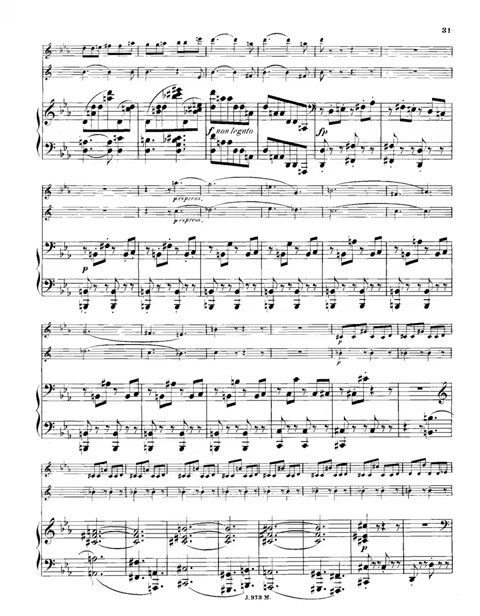 31
f non legato
fp
p espress.
p espress.
p
p
p
p
J. 973 M.